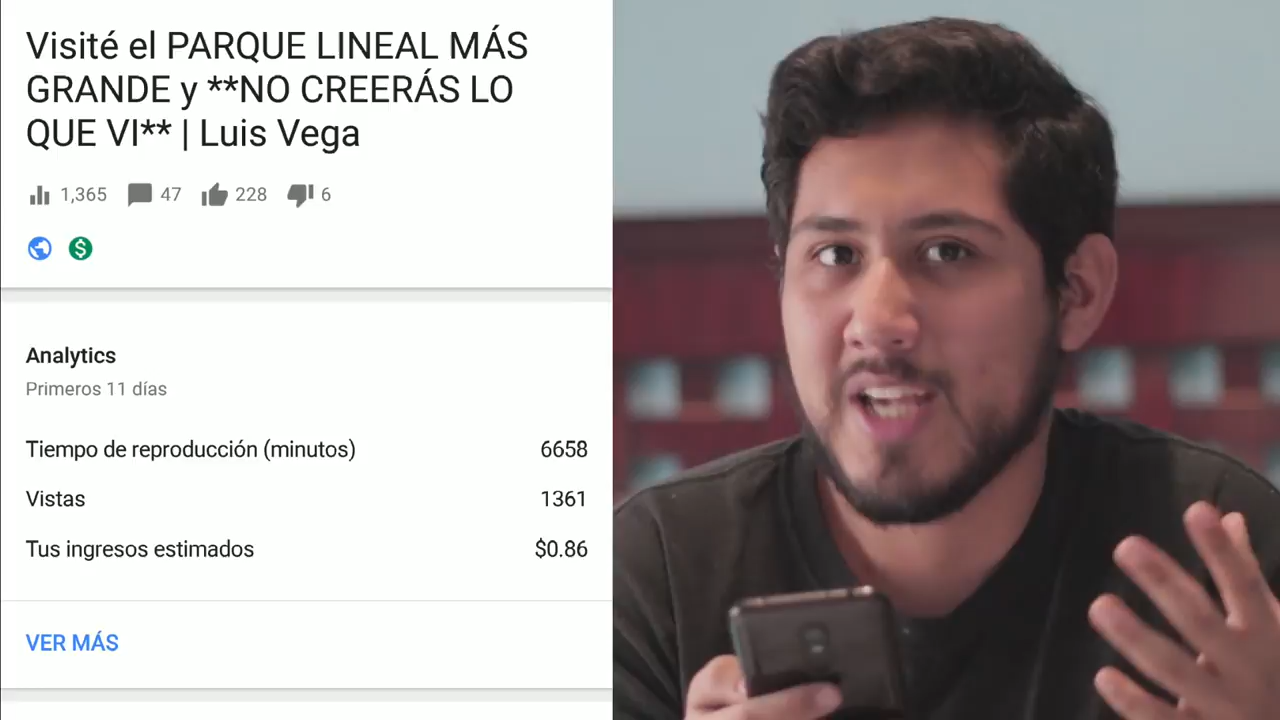 Visité el PARQUE LINEAL MÁS
GRANDE y **NO CREERÁS LO
QUE VI** | Luis Vega
1,365 47 228 6
Analytics
Primeros 11 días
Tiempo de reproducción (minutos) 6658
Vistas 1361
Tus ingresos estimados $0.86
VER MÁS